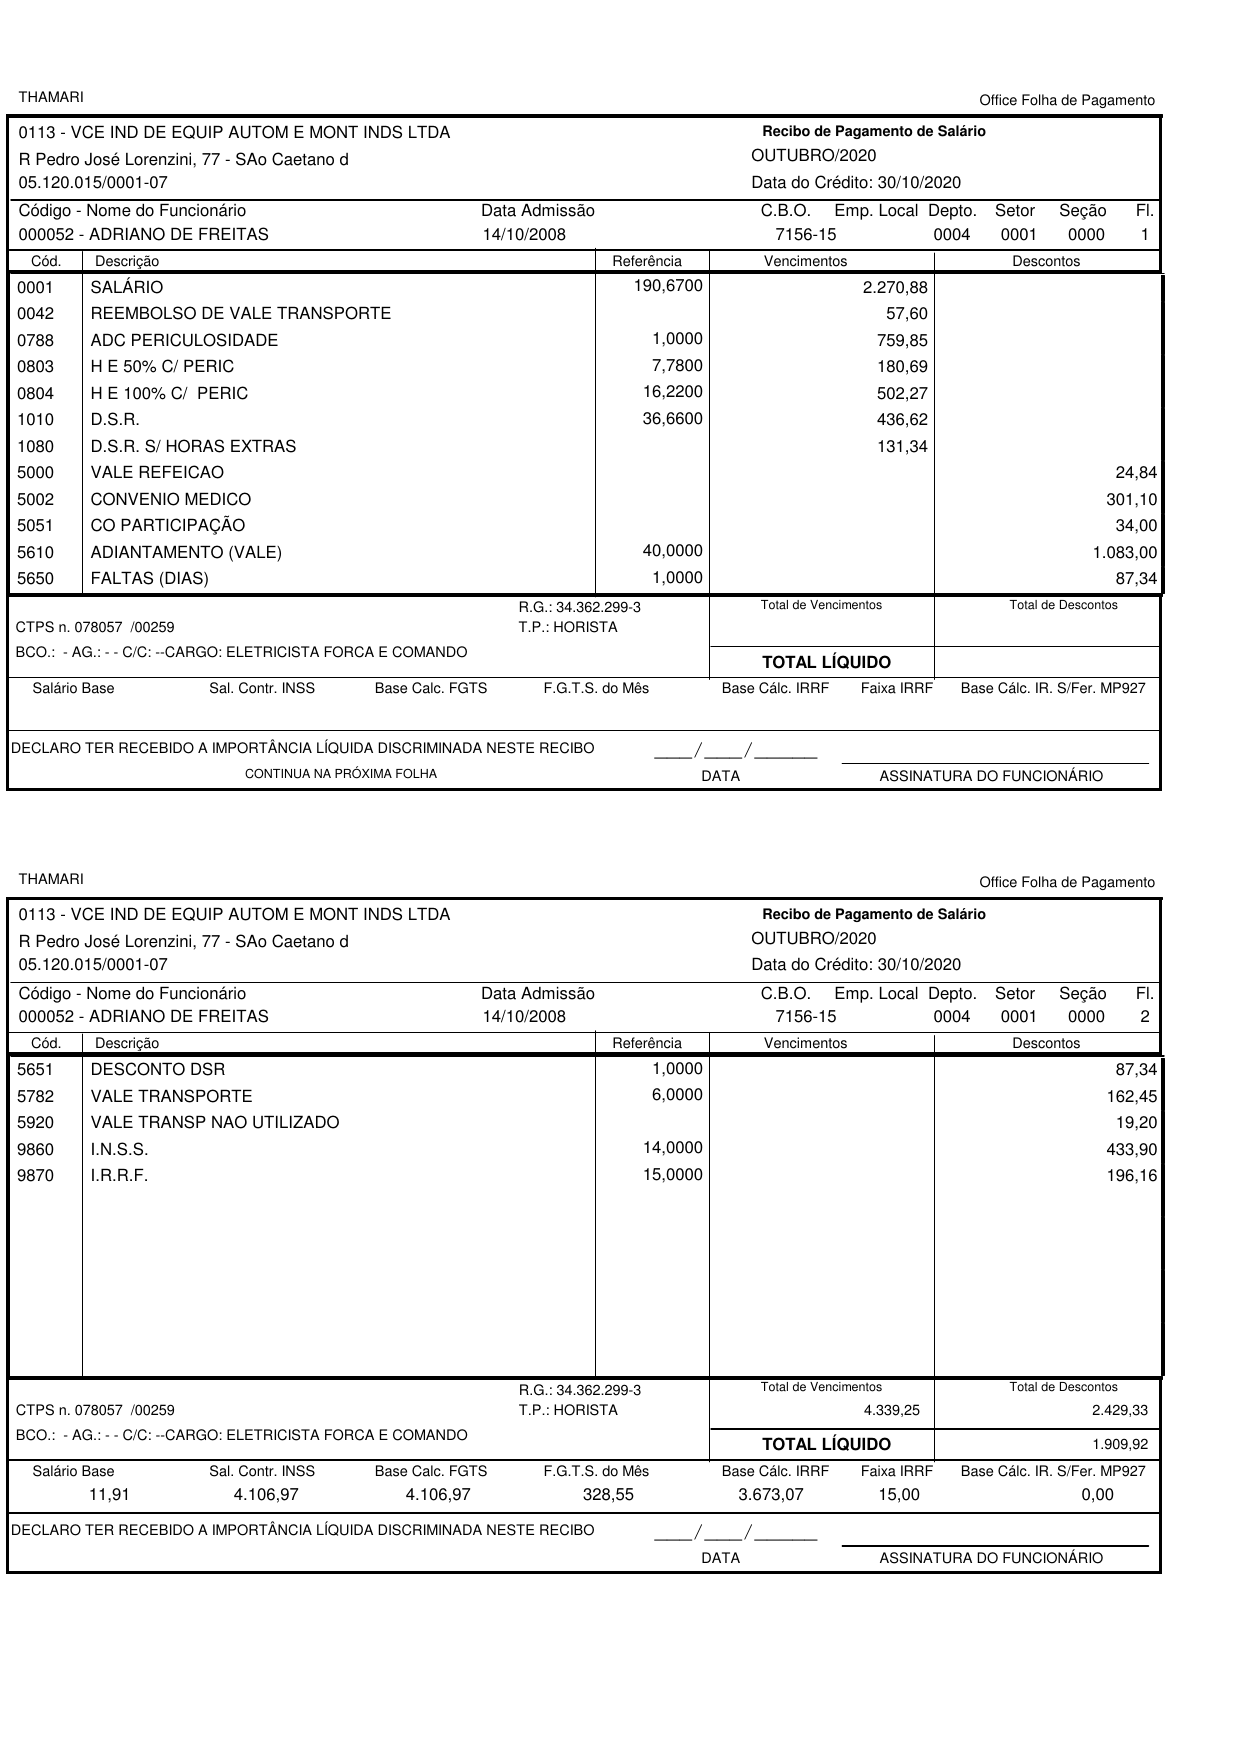 THAMARI
Office Folha de Pagamento
0113 - VCE IND DE EQUIP AUTOM E MONT INDS LTDA Recibo de Pagamento de Salário
R Pedro José Lorenzini, 77 - SAo Caetano d OUTUBRO/2020
05.120.015/0001-07 Data do Crédito: 30/10/2020
Código - Nome do Funcionário Data Admissão C.B.O. Emp. Local Depto. Setor Seção Fl.
000052 - ADRIANO DE FREITAS 14/10/2008 7156-15 0004 0001 0000 1
Cód. Descrição Referência Vencimentos Descontos
0001 SALÁRIO 190,6700 2.270,88
0042 REEMBOLSO DE VALE TRANSPORTE 57,60
0788 ADC PERICULOSIDADE 1,0000 759,85
0803 H E 50% C/ PERIC 7,7800 180,69
0804 H E 100% C/ PERIC 16,2200 502,27
1010 D.S.R. 36,6600 436,62
1080 D.S.R. S/ HORAS EXTRAS 131,34
5000 VALE REFEICAO 24,84
5002 CONVENIO MEDICO 301,10
5051 CO PARTICIPAÇÃO 34,00
5610 ADIANTAMENTO (VALE) 40,0000 1.083,00
5650 FALTAS (DIAS) 1,0000 87,34
R.G.: 34.362.299-3 Total de Vencimentos Total de Descontos
CTPS n. 078057 /00259 T.P.: HORISTA
BCO.: - AG.: - - C/C: --CARGO: ELETRICISTA FORCA E COMANDO
TOTAL LÍQUIDO
Salário Base Sal. Contr. INSS Base Calc. FGTS F.G.T.S. do Mês Base Cálc. IRRF Faixa IRRF Base Cálc. IR. S/Fer. MP927
DECLARO TER RECEBIDO A IMPORTÂNCIA LÍQUIDA DISCRIMINADA NESTE RECIBO ____/____/______
CONTINUA NA PRÓXIMA FOLHA DATA ASSINATURA DO FUNCIONÁRIO
THAMARI
Office Folha de Pagamento
0113 - VCE IND DE EQUIP AUTOM E MONT INDS LTDA Recibo de Pagamento de Salário
R Pedro José Lorenzini, 77 - SAo Caetano d OUTUBRO/2020
05.120.015/0001-07 Data do Crédito: 30/10/2020
Código - Nome do Funcionário Data Admissão C.B.O. Emp. Local Depto. Setor Seção Fl.
000052 - ADRIANO DE FREITAS 14/10/2008 7156-15 0004 0001 0000 2
Cód. Descrição Referência Vencimentos Descontos
5651 DESCONTO DSR 1,0000 87,34
5782 VALE TRANSPORTE 6,0000 162,45
5920 VALE TRANSP NAO UTILIZADO 19,20
9860 I.N.S.S. 14,0000 433,90
9870 I.R.R.F. 15,0000 196,16
R.G.: 34.362.299-3 Total de Vencimentos Total de Descontos
CTPS n. 078057 /00259 T.P.: HORISTA 4.339,25 2.429,33
BCO.: - AG.: - - C/C: --CARGO: ELETRICISTA FORCA E COMANDO
TOTAL LÍQUIDO 1.909,92
Salário Base Sal. Contr. INSS Base Calc. FGTS F.G.T.S. do Mês Base Cálc. IRRF Faixa IRRF Base Cálc. IR. S/Fer. MP927
11,91 4.106,97 4.106,97 328,55 3.673,07 15,00 0,00
DECLARO TER RECEBIDO A IMPORTÂNCIA LÍQUIDA DISCRIMINADA NESTE RECIBO ____/____/______
DATA ASSINATURA DO FUNCIONÁRIO